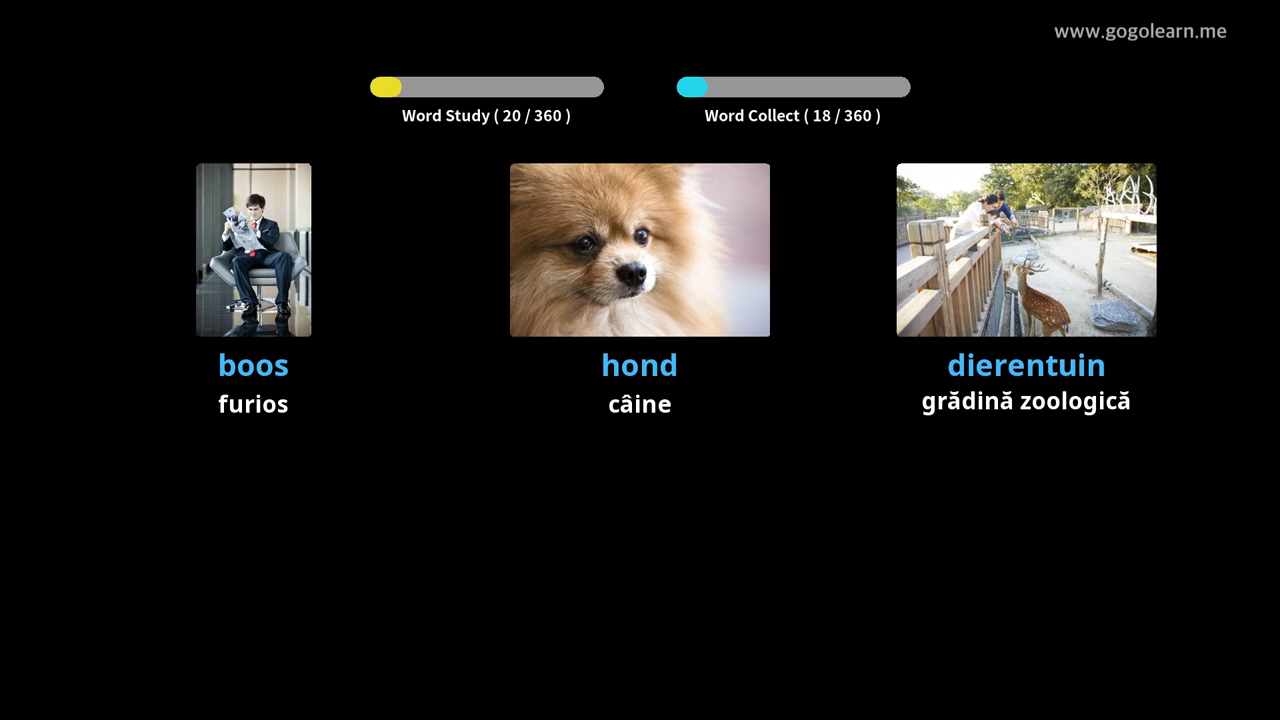 www.gogolearn.me
Word Study ( 20 / 360 )
Word Collect ( 18 / 360 )
boos
furios
hond
câine
dierentuin
grădină zoologică